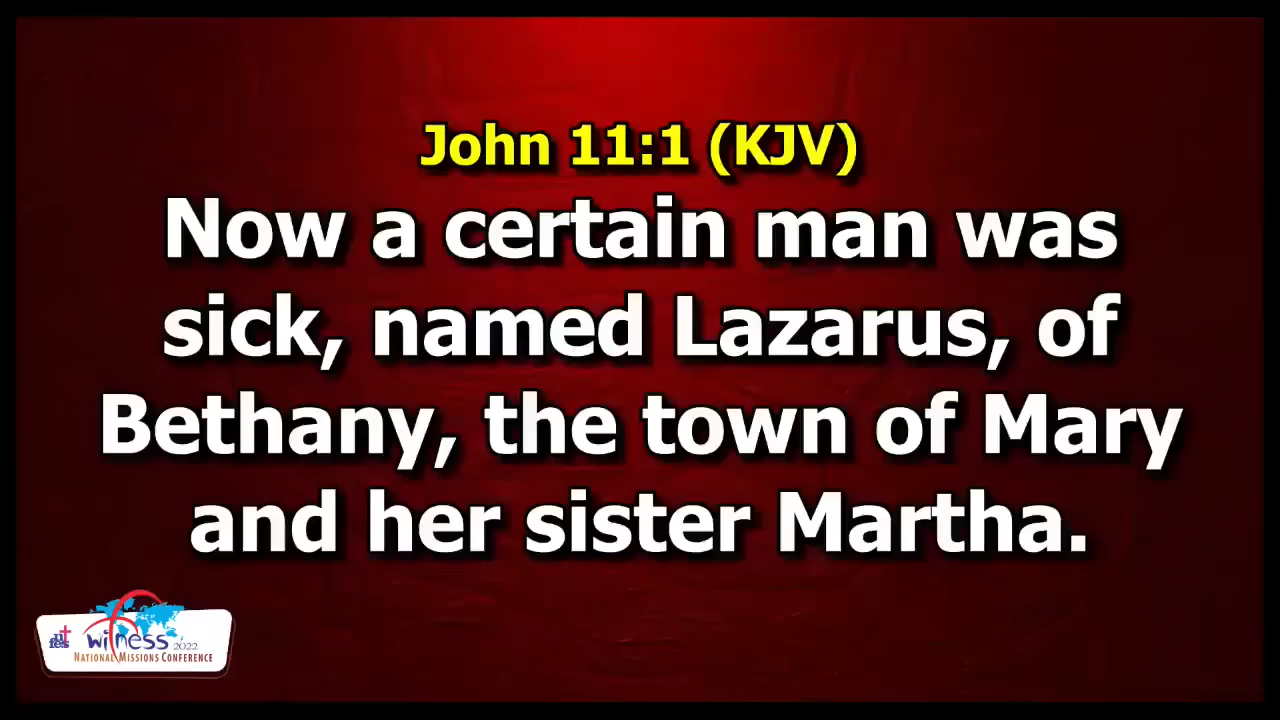 John 11:1 (KJV)
Now a certain man was
sick, named Lazarus, of
Bethany, the town of Mary
and her sister Martha.
witness 2022
NATIONAL MISSIONS CONFERENCE